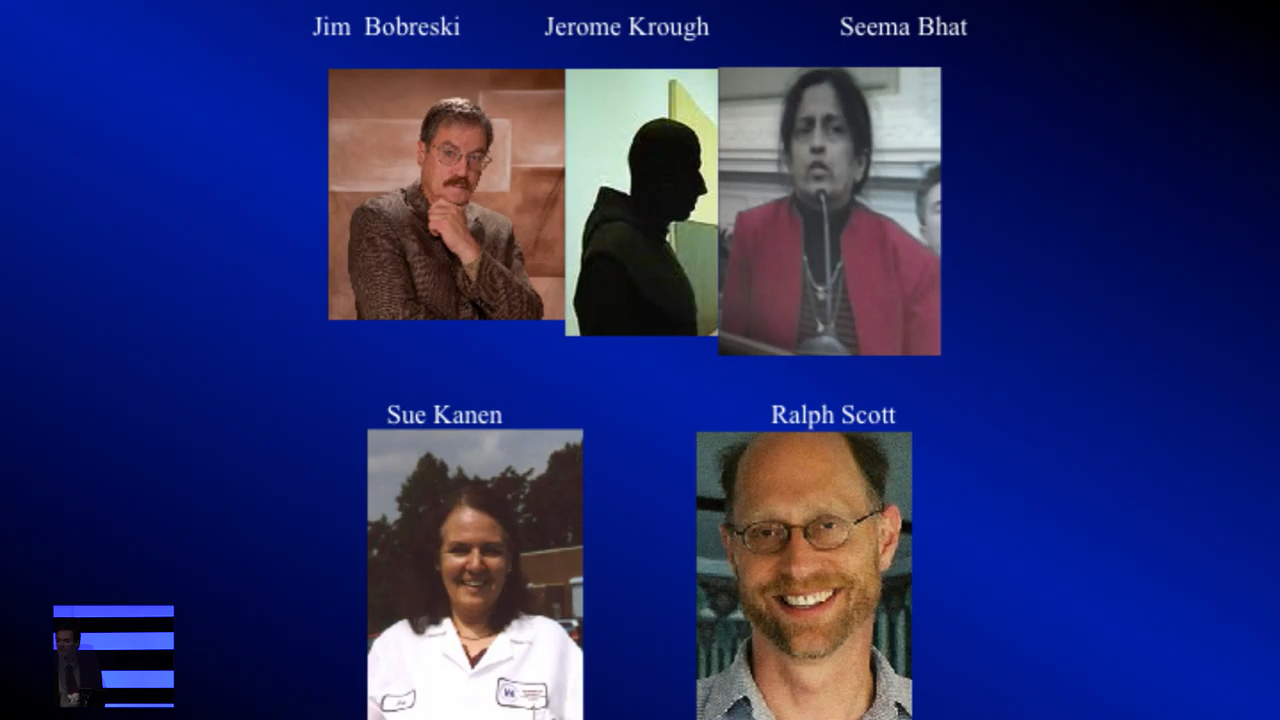 Jim Bobreski
Jerome Krough
Seema Bhat
Sue Kanen
Ralph Scott